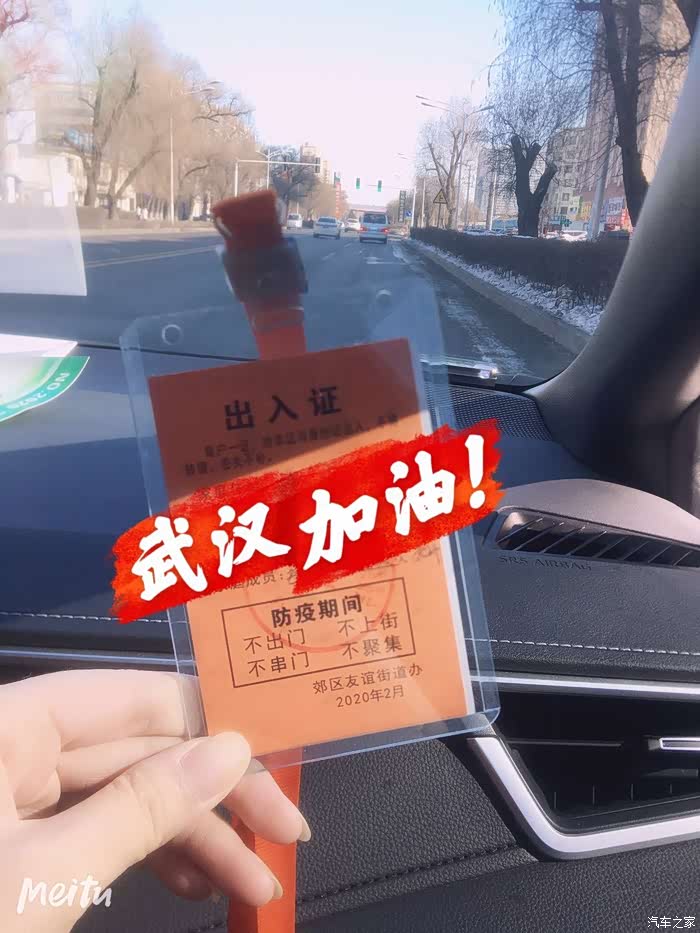 出入证
武汉加油!
防疫期间
不出门 不上街
不串门 不聚集
郊区友谊街道办
2020年2月
SRS AIRBAG
Meitu
汽车之家